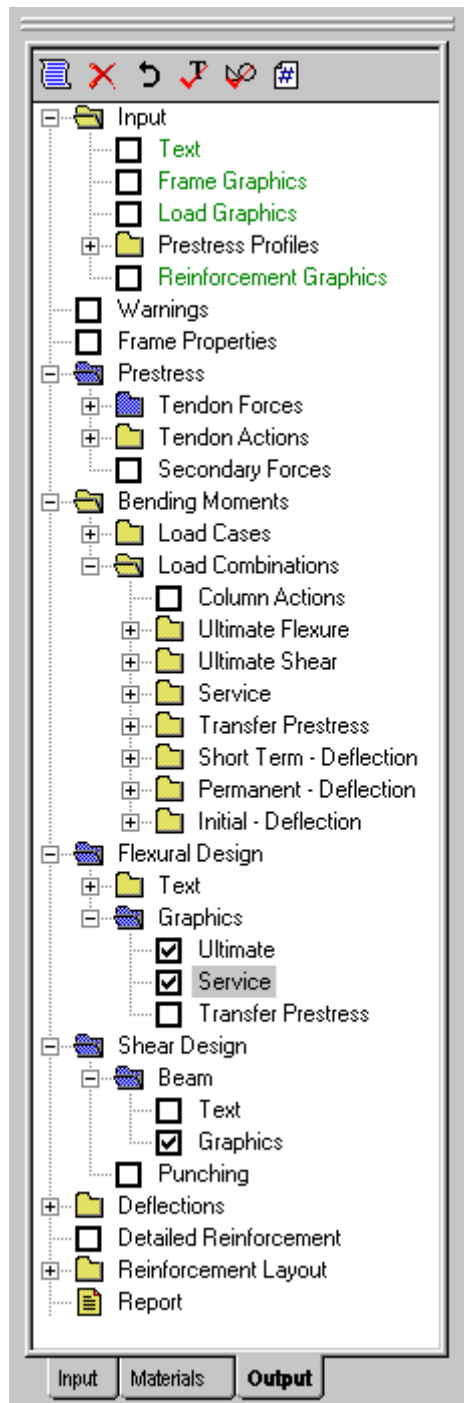 T #
Input
Text
Frame Graphics
Load Graphics
Prestress Profiles
Reinforcement Graphics
Warnings
Frame Properties
Prestress
Tendon Forces
Tendon Actions
Secondary Forces
Bending Moments
Load Cases
Load Combinations
Column Actions
Ultimate Flexure
Ultimate Shear
Service
Transfer Prestress
Short Term - Deflection
Permanent - Deflection
Initial - Deflection
Flexural Design
Text
Graphics
Ultimate
Service
Transfer Prestress
Shear Design
Beam
Text
Graphics
Punching
Deflections
Detailed Reinforcement
Reinforcement Layout
Report
Input Materials Output